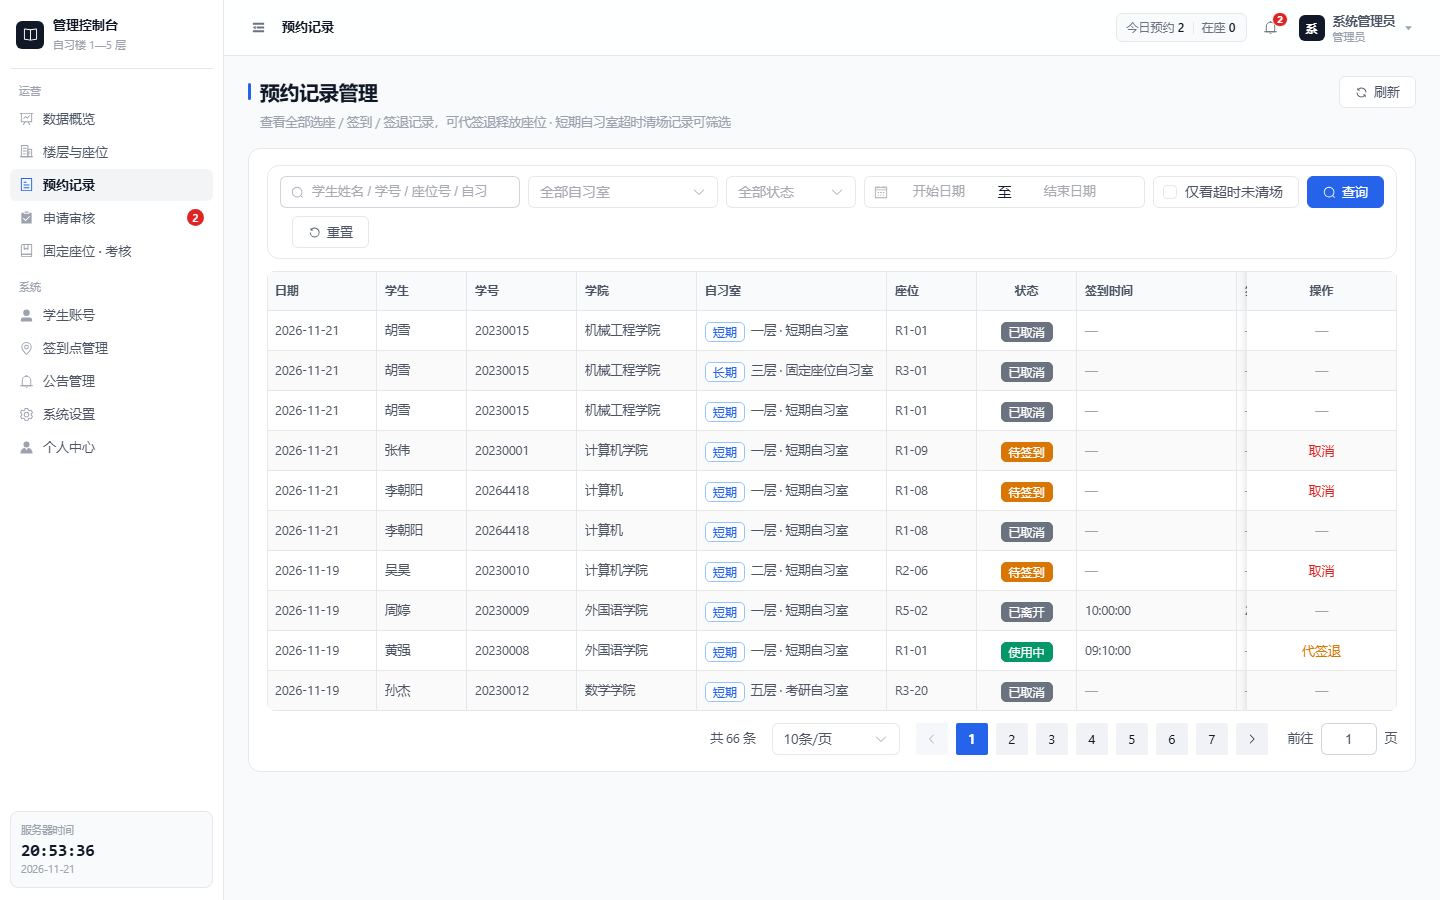 管理控制台
自习楼 1—5 层
运营
数据概览
楼层与座位
预约记录
申请审核 2
固定座位 · 考核
系统
学生账号
签到点管理
公告管理
系统设置
个人中心
服务器时间
20:53:36
2026-11-21
预约记录
今日预约 2 在座 0
2
系
系统管理员
管理员
预约记录管理
查看全部选座 / 签到 / 签退记录，可代签退释放座位 · 短期自习室超时清场记录可筛选
刷新
学生姓名 / 学号 / 座位号 / 自习
全部自习室
全部状态
开始日期 至 结束日期
仅看超时未清场
查询
重置
日期 学生 学号 学院 自习室 座位 状态 签到时间 操作
2026-11-21 胡雪 20230015 机械工程学院 短期 一层 · 短期自习室 R1-01 已取消 — —
2026-11-21 胡雪 20230015 机械工程学院 长期 三层 · 固定座位自习室 R3-01 已取消 — —
2026-11-21 胡雪 20230015 机械工程学院 短期 一层 · 短期自习室 R1-01 已取消 — —
2026-11-21 张伟 20230001 计算机学院 短期 一层 · 短期自习室 R1-09 待签到 — 取消
2026-11-21 李朝阳 20264418 计算机 短期 一层 · 短期自习室 R1-08 待签到 — 取消
2026-11-21 李朝阳 20264418 计算机 短期 一层 · 短期自习室 R1-08 已取消 — —
2026-11-19 吴昊 20230010 计算机学院 短期 二层 · 短期自习室 R2-06 待签到 — 取消
2026-11-19 周婷 20230009 外国语学院 短期 一层 · 短期自习室 R5-02 已离开 10:00:00 —
2026-11-19 黄强 20230008 外国语学院 短期 一层 · 短期自习室 R1-01 使用中 09:10:00 代签退
2026-11-19 孙杰 20230012 数学学院 短期 五层 · 考研自习室 R3-20 已取消 — —
共 66 条 10条/页 1 2 3 4 5 6 7 前往 1 页